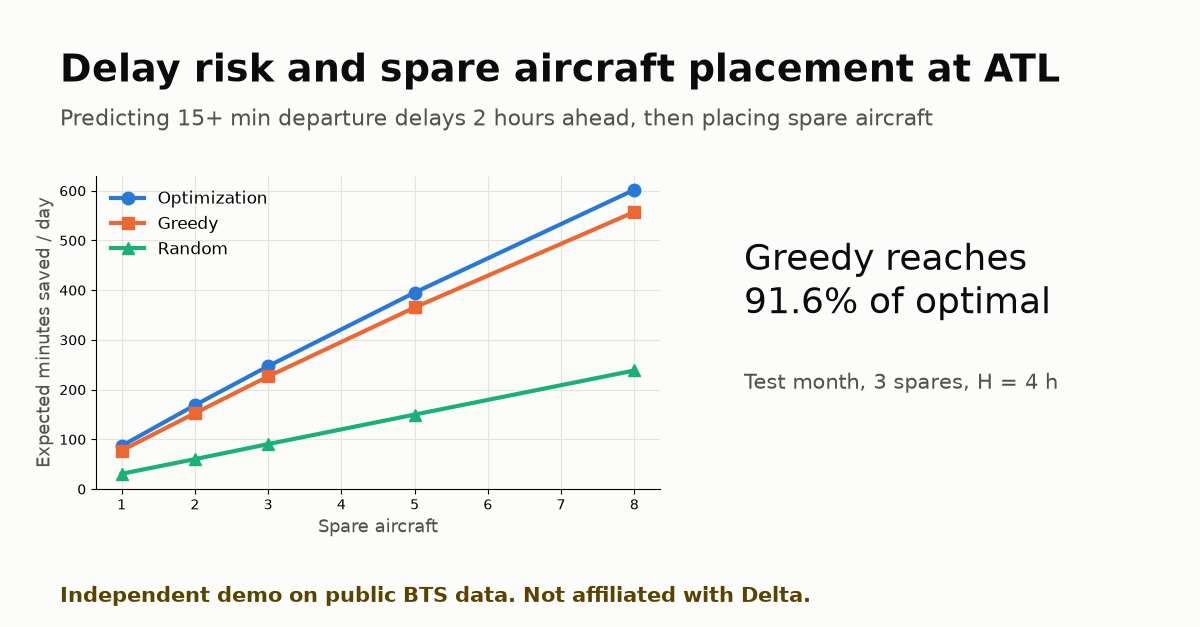 Delay risk and spare aircraft placement at ATL
Predicting 15+ min departure delays 2 hours ahead, then placing spare aircraft
Expected minutes saved / day
600
500
400
300
200
100
0
Optimization
Greedy
Random
1 2 3 4 5 6 7 8
Spare aircraft
Greedy reaches
91.6% of optimal
Test month, 3 spares, H = 4 h
Independent demo on public BTS data. Not affiliated with Delta.